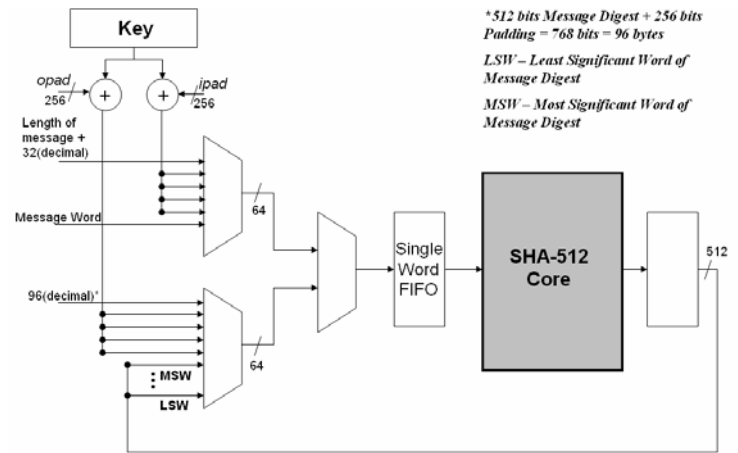 Key
*512 bits Message Digest + 256 bits
Padding = 768 bits = 96 bytes
LSW – Least Significant Word of
Message Digest
MSW – Most Significant Word of
Message Digest
opad
256
+
+
ipad
256
Length of
message +
32(decimal)
64
Message Word
Single
Word
FIFO
SHA-512
Core
512
96(decimal)*
64
MSW
LSW